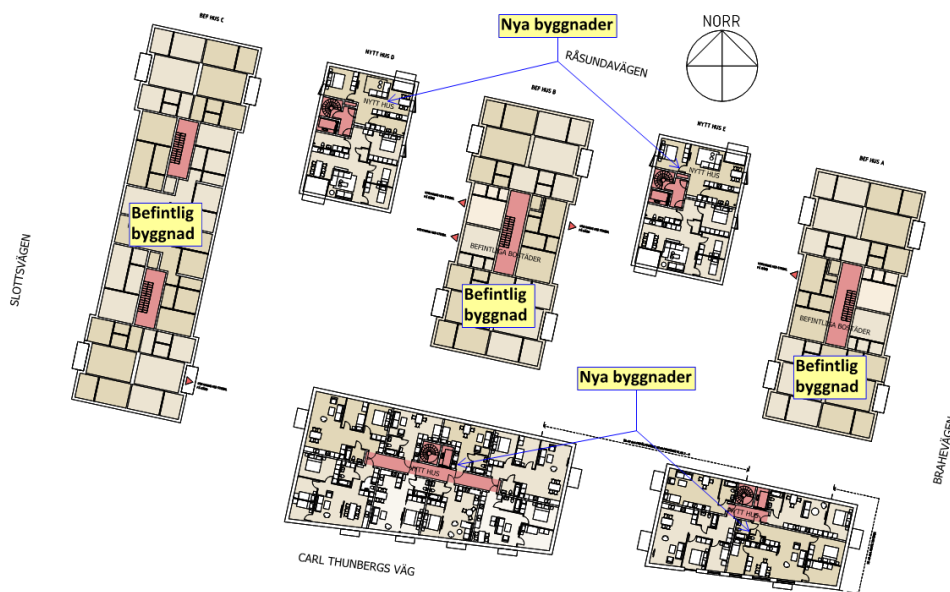 BEF HUS C
Nya byggnader
NORR
RÅSUNDAVÄGEN
NYTT HUS D
NYTT HUS
BEF HUS B
NYTT HUS E
NYTT HUS
BEF HUS A
Befintlig
byggnad
SLOTTSVÄGEN
BEFINTLIGA BOSTÄDER
Befintlig
byggnad
BEFINTLIGA BOSTÄDER
Befintlig
byggnad
Nya byggnader
BRAHEVÄGEN
NYTT HUS
NYTT HUS
CARL THUNBERGS VÄG